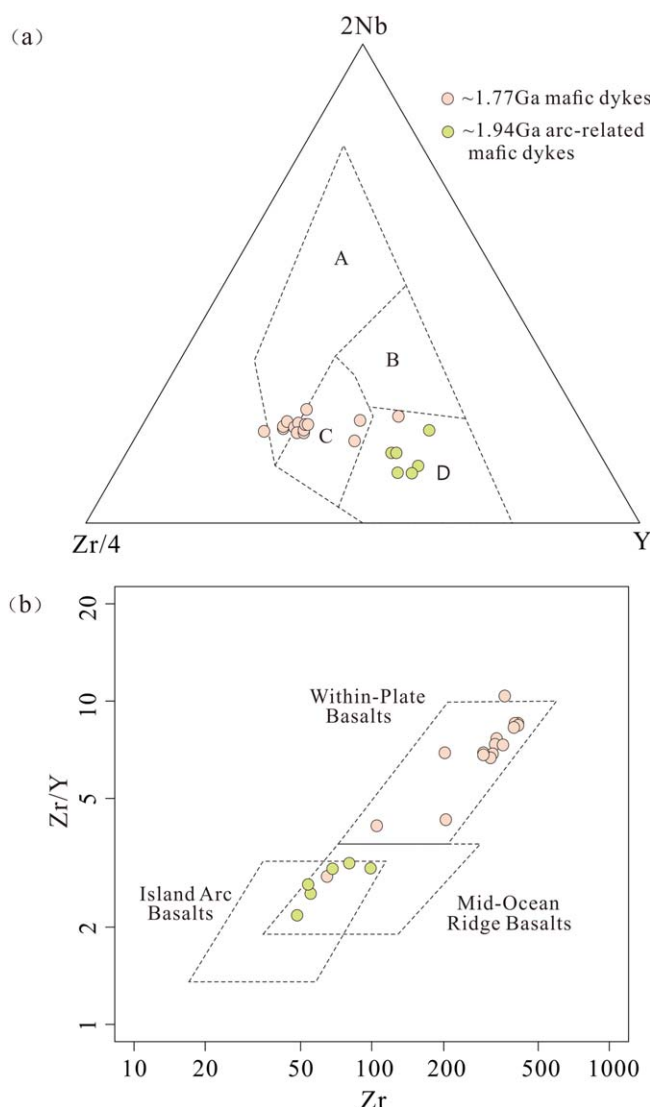 (a)
2Nb
~1.77Ga mafic dykes
~1.94Ga arc-related
mafic dykes
A
B
C
D
Zr/4
Y
(b)
20
10
5
2
1
Zr/Y
Within-Plate
Basalts
Island Arc
Basalts
Mid-Ocean
Ridge Basalts
10
20
50
100
200
500
1000
Zr